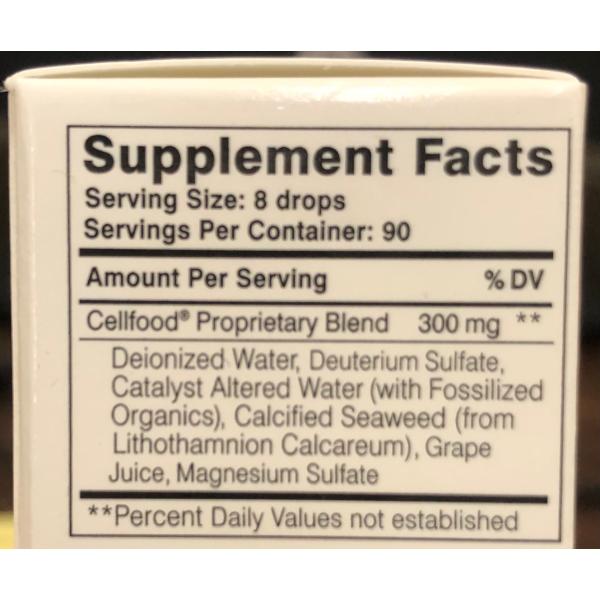 Supplement Facts
Serving Size: 8 drops
Servings Per Container: 90
Amount Per Serving % DV
Cellfood® Proprietary Blend 300 mg **
Deionized Water, Deuterium Sulfate,
Catalyst Altered Water (with Fossilized
Organics), Calcified Seaweed (from
Lithothamnion Calcareum), Grape
Juice, Magnesium Sulfate
**Percent Daily Values not established